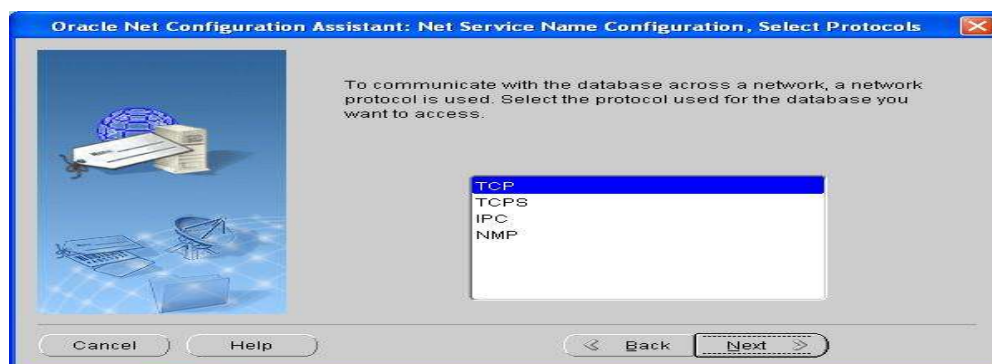 Oracle Net Configuration Assistant: Net Service Name Configuration, Select Protocols
To communicate with the database across a network, a network
protocol is used. Select the protocol used for the database you
want to access.
TCP
TCPS
IPC
NMP
Cancel Help Back Next